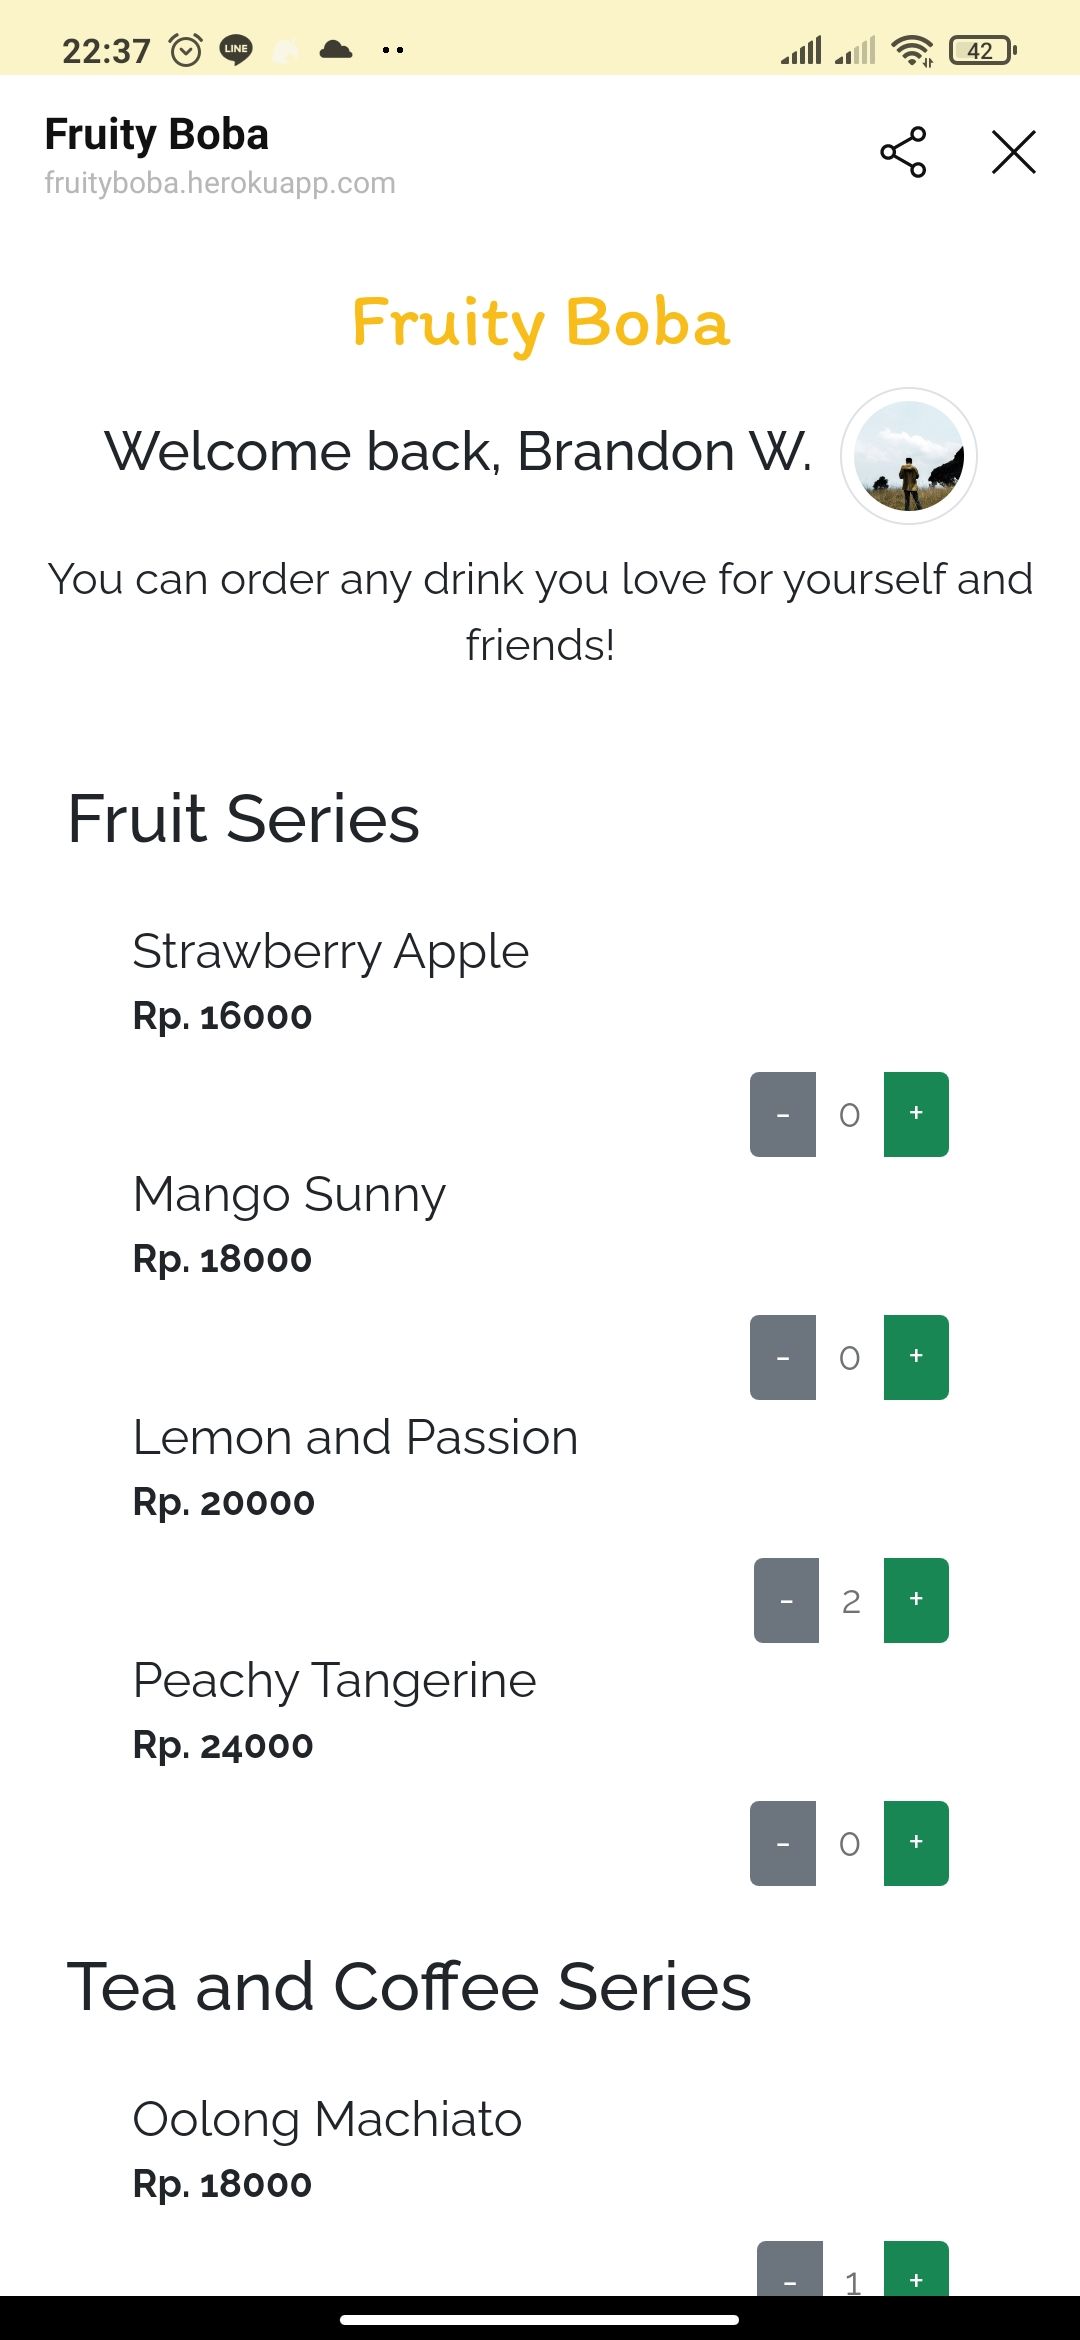 22:37
LINE
42
Fruity Boba
fruityboba.herokuapp.com
Fruity Boba
Welcome back, Brandon W.
You can order any drink you love for yourself and
friends!
Fruit Series
Strawberry Apple
Rp. 16000
- 0 +
Mango Sunny
Rp. 18000
- 0 +
Lemon and Passion
Rp. 20000
- 2 +
Peachy Tangerine
Rp. 24000
- 0 +
Tea and Coffee Series
Oolong Machiato
Rp. 18000
- 1 +